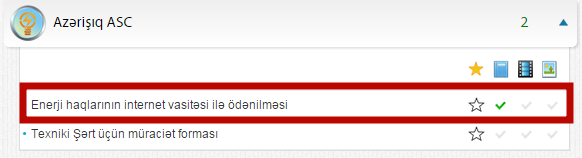 Azərişıq ASC 2
Enerji haqlarının internet vasitəsi ilə ödənilməsi
Texniki Şərt üçün müraciət forması